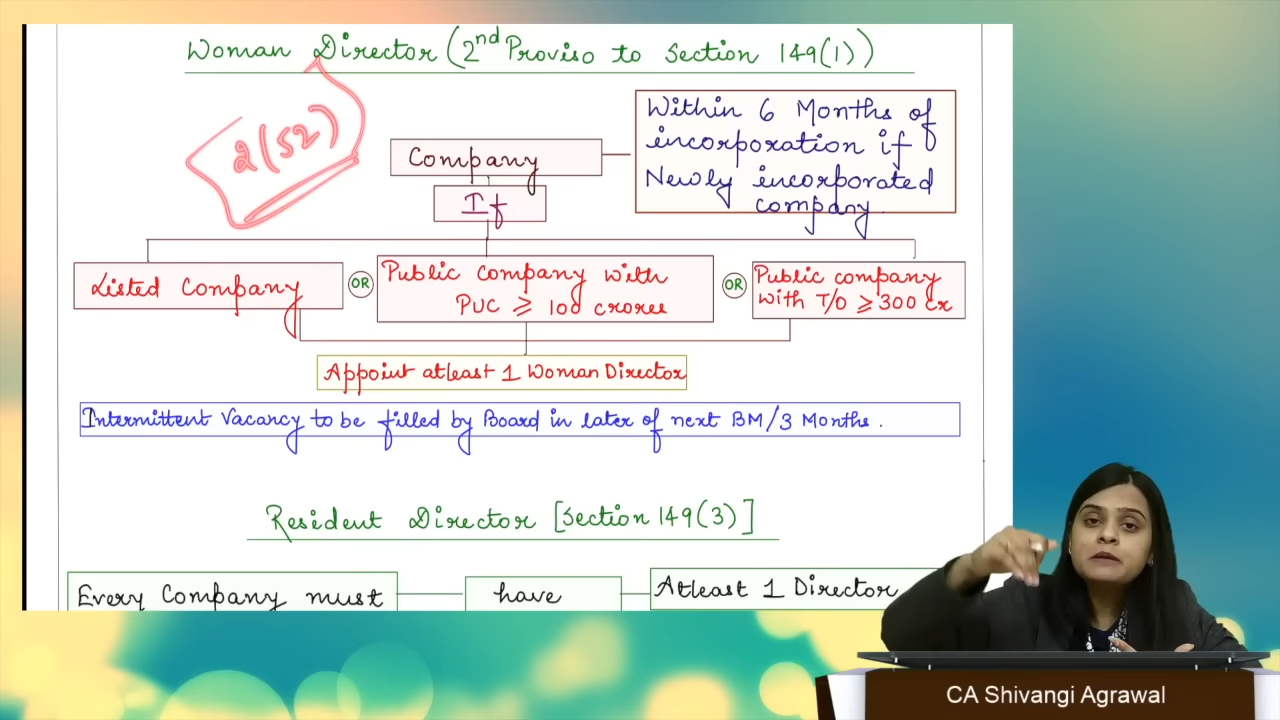 Woman Director (2nd Proviso to Section 149(1))
2(52)
Company
If
Within 6 Months of
incorporation if
Newly incorporated
company.
Listed Company
OR
Public Company with
PUC ⩾ 100 crores
OR
Public company
with T/O ⩾ 300 Cr
Appoint atleast 1 Woman Director
Intermittent Vacancy to be filled by Board in later of next BM/3 Months.
Resident Director [Section 149(3)]
Every Company must
have
Atleast 1 Director
CA Shivangi Agrawal